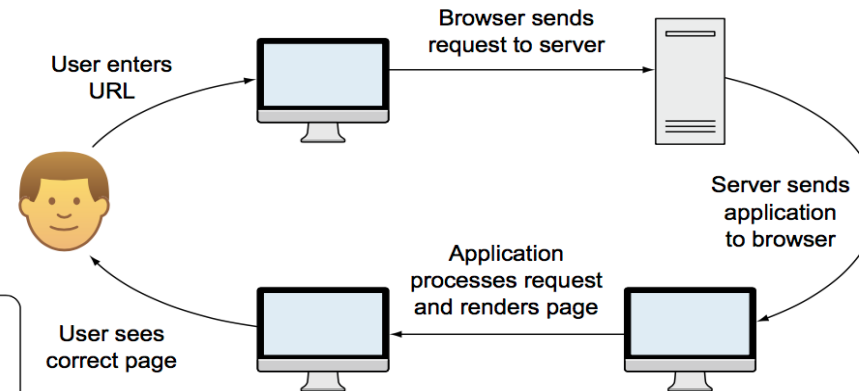 Browser sends
request to server
User enters
URL
Server sends
application
to browser
Application
processes request
and renders page
User sees
correct page